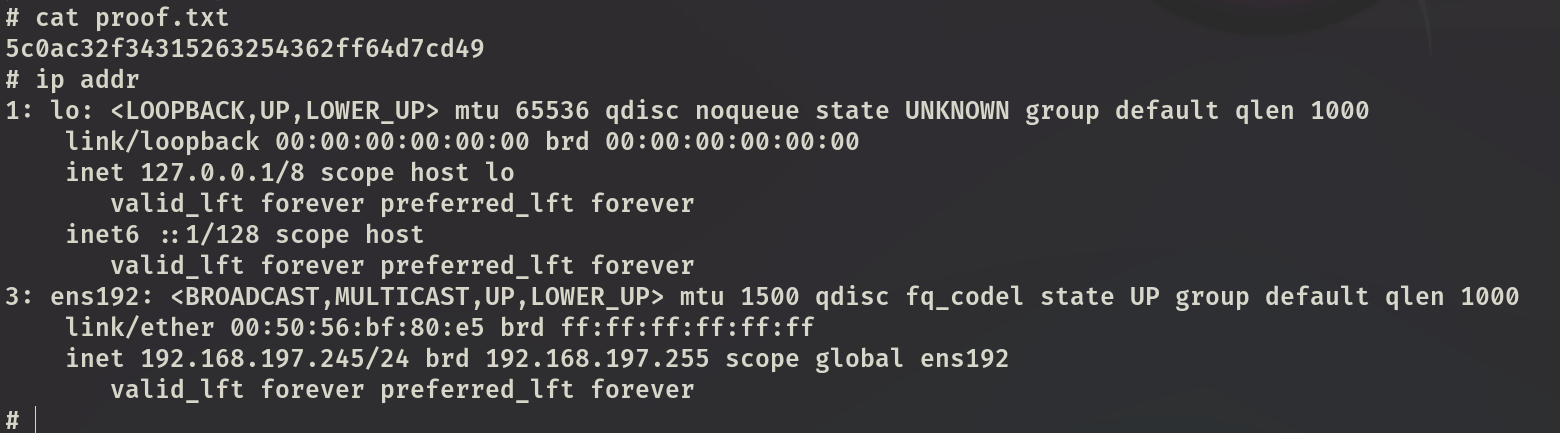 # cat proof.txt
5c0ac32f34315263254362ff64d7cd49
# ip addr
1: lo: <LOOPBACK,UP,LOWER_UP> mtu 65536 qdisc noqueue state UNKNOWN group default qlen 1000
    link/loopback 00:00:00:00:00:00 brd 00:00:00:00:00:00
    inet 127.0.0.1/8 scope host lo
       valid_lft forever preferred_lft forever
    inet6 ::1/128 scope host
       valid_lft forever preferred_lft forever
3: ens192: <BROADCAST,MULTICAST,UP,LOWER_UP> mtu 1500 qdisc fq_codel state UP group default qlen 1000
    link/ether 00:50:56:bf:80:e5 brd ff:ff:ff:ff:ff:ff
    inet 192.168.197.245/24 brd 192.168.197.255 scope global ens192
       valid_lft forever preferred_lft forever
#